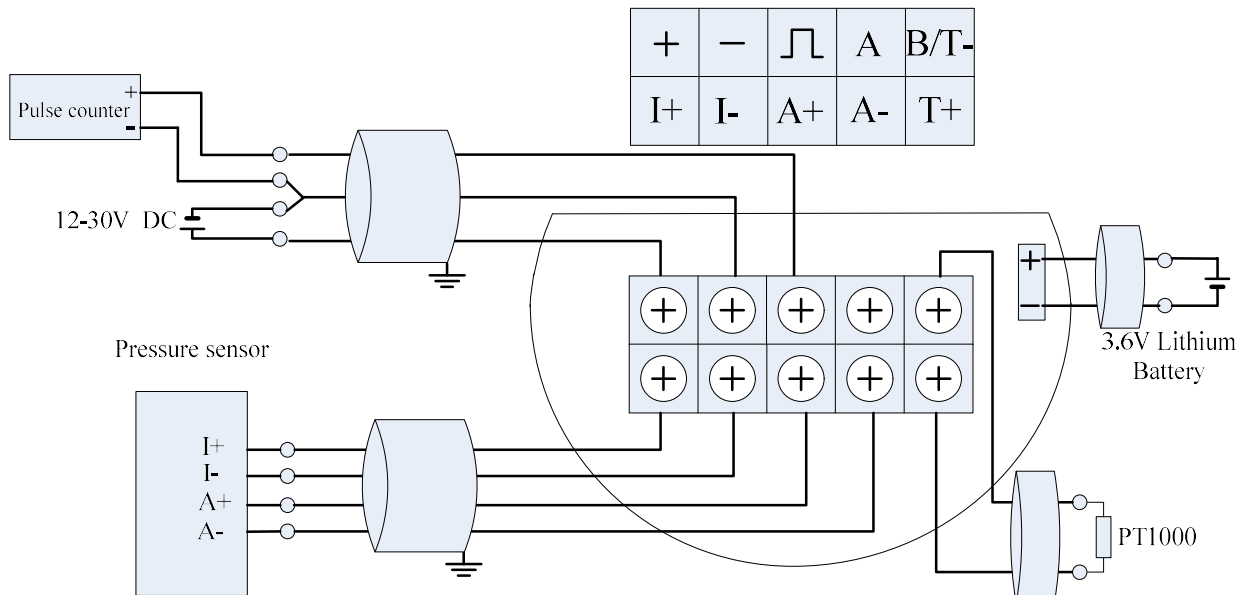 + − A B/T-
I+ I- A+ A- T+
Pulse counter
+
-
12-30V DC
+
−
3.6V Lithium
Battery
Pressure sensor
I+
I-
A+
A-
PT1000